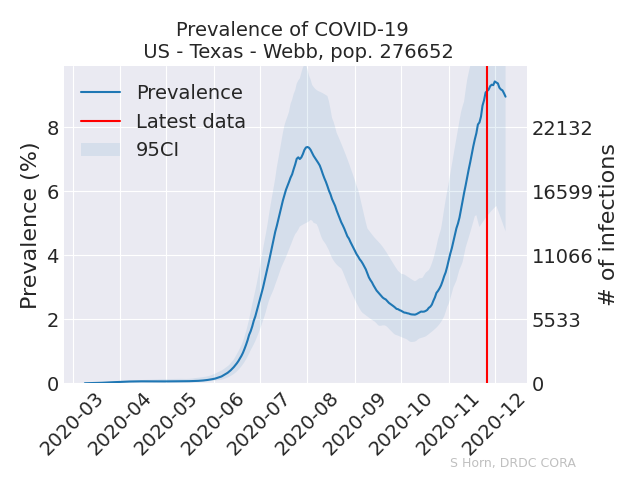 Prevalence of COVID-19
US - Texas - Webb, pop. 276652
Prevalence
Latest data
95CI
Prevalence (%)
8
6
4
2
0
22132
16599
11066
5533
0
# of infections
2020-03
2020-04
2020-05
2020-06
2020-07
2020-08
2020-09
2020-10
2020-11
2020-12
S Horn, DRDC CORA